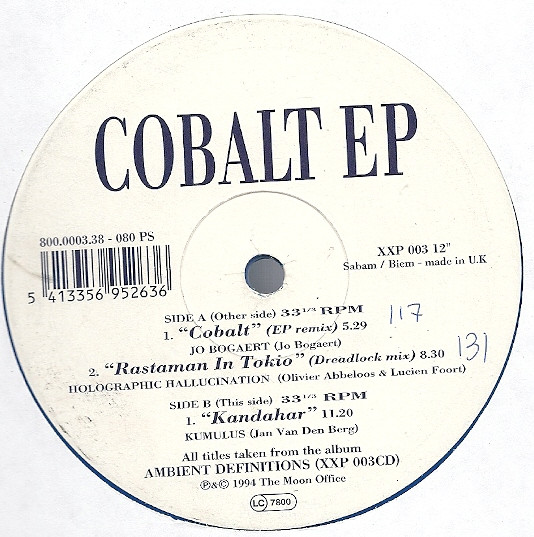 COBALT EP
800.0003.38 - 080 PS
5 413356 952636
XXP 003 12"
Sabam / Biem - made in U.K
SIDE A (Other side) 33 1/3 RPM
1. "Cobalt" (EP remix) 5.29 117
JO BOGAERT (Jo Bogaert)
2. "Rastaman In Tokio" (Dreadlock mix) 8.30 131
HOLOGRAPHIC HALLUCINATION (Olivier Abbeloos & Lucien Foort)
SIDE B (This side) 33 1/3 RPM
1. "Kandahar" 11.20
KUMULUS (Jan Van Den Berg)
All titles taken from the album
AMBIENT DEFINITIONS (XXP 003CD)
℗&© 1994 The Moon Office
LC 7800